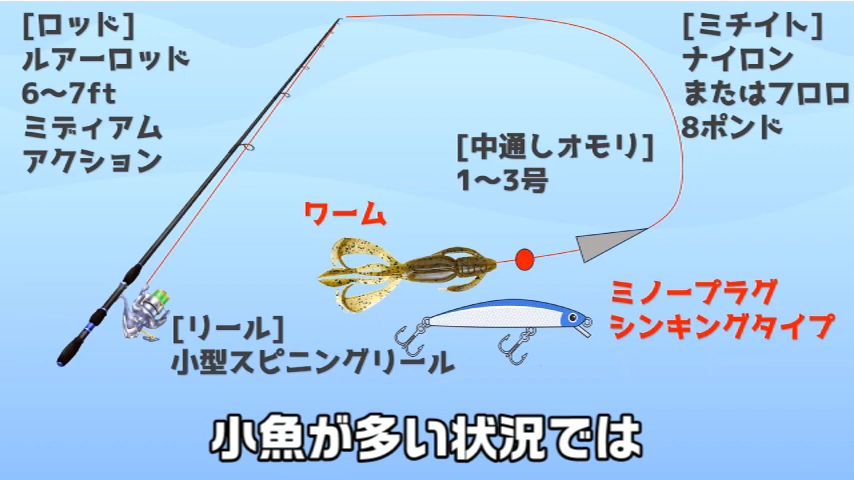 [ロッド]
ルアーロッド
6〜7ft
ミディアム
アクション
[ミチイト]
ナイロン
またはフロロ
8ポンド
[中通しオモリ]
1〜3号
ワーム
ミノープラグ
シンキングタイプ
[リール]
小型スピニングリール
小魚が多い状況では